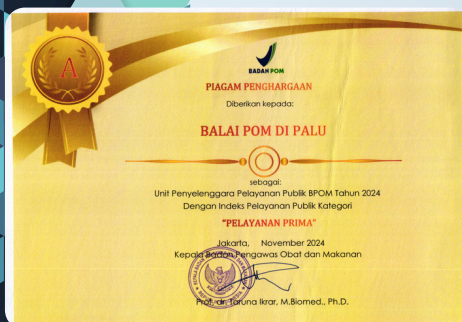 A
BADAN POM
PIAGAM PENGHARGAAN
Diberikan kepada:
BALAI POM DI PALU
sebagai:
Unit Penyelenggara Pelayanan Publik BPOM Tahun 2024
Dengan Indeks Pelayanan Publik Kategori
"PELAYANAN PRIMA"
Jakarta, November 2024
Kepala Badan Pengawas Obat dan Makanan
Prof. dr. Taruna Ikrar, M.Biomed., Ph.D.